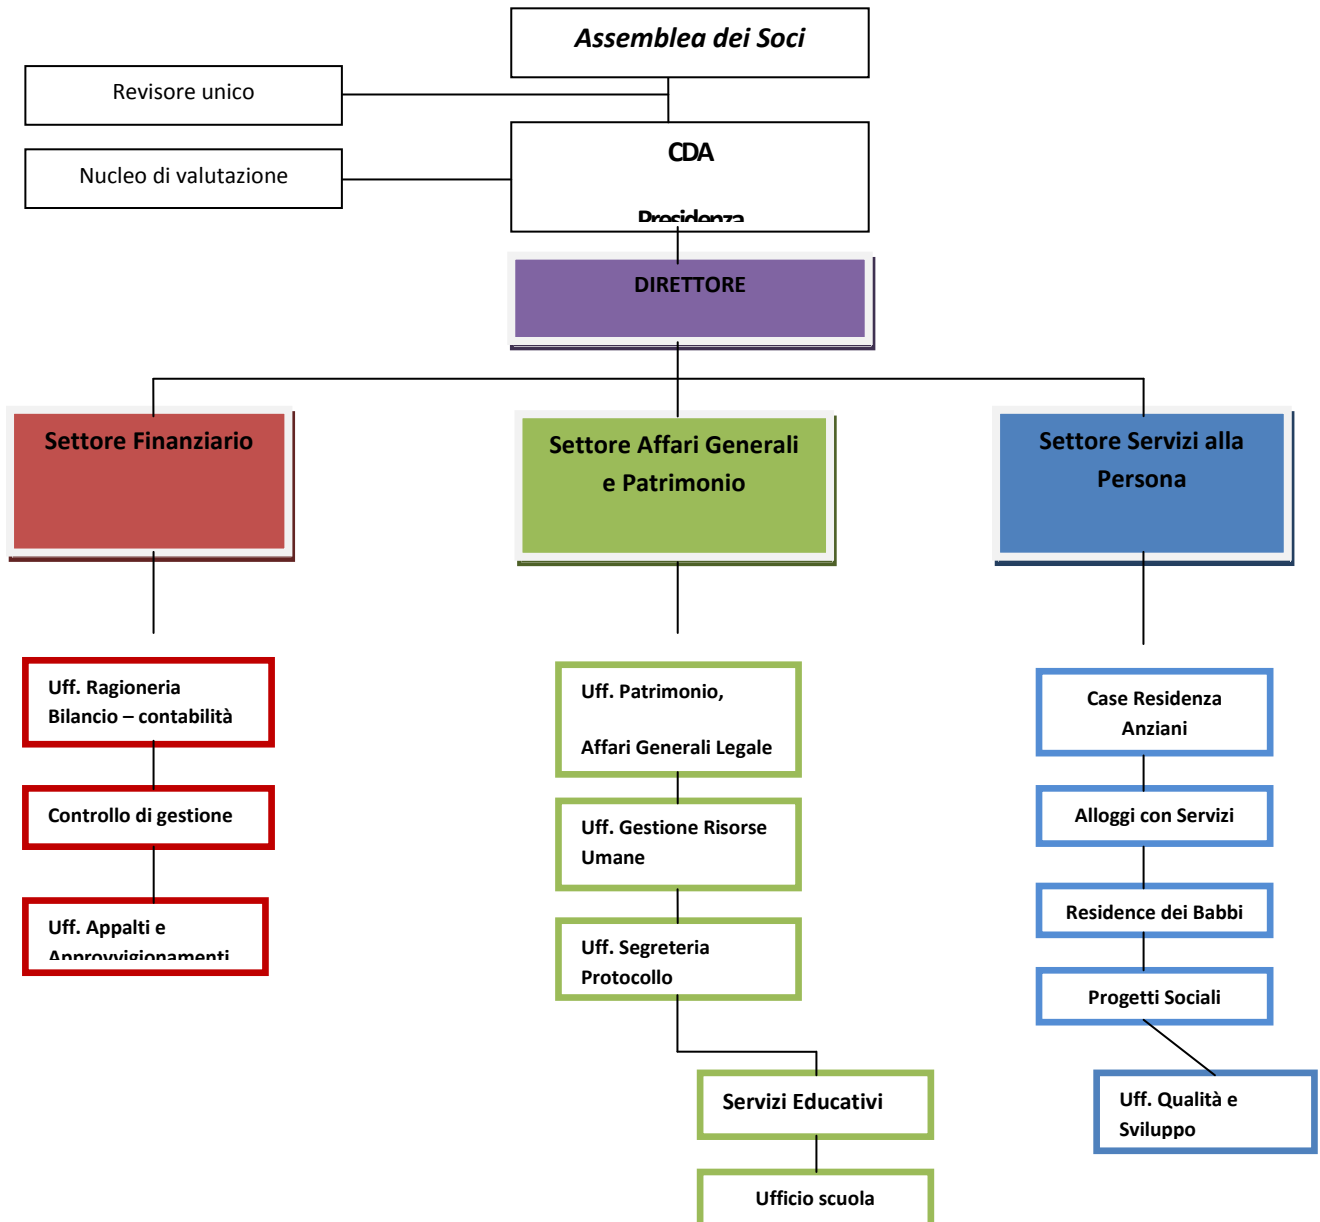 Assemblea dei Soci
Revisore unico
Nucleo di valutazione
CDA
Presidenza
DIRETTORE
Settore Finanziario
Settore Affari Generali
e Patrimonio
Settore Servizi alla
Persona
Uff. Ragioneria
Bilancio – contabilità
Controllo di gestione
Uff. Appalti e
Approvvigionamenti
Uff. Patrimonio,
Affari Generali Legale
Uff. Gestione Risorse
Umane
Uff. Segreteria
Protocollo
Servizi Educativi
Ufficio scuola
Case Residenza
Anziani
Alloggi con Servizi
Residence dei Babbi
Progetti Sociali
Uff. Qualità e
Sviluppo